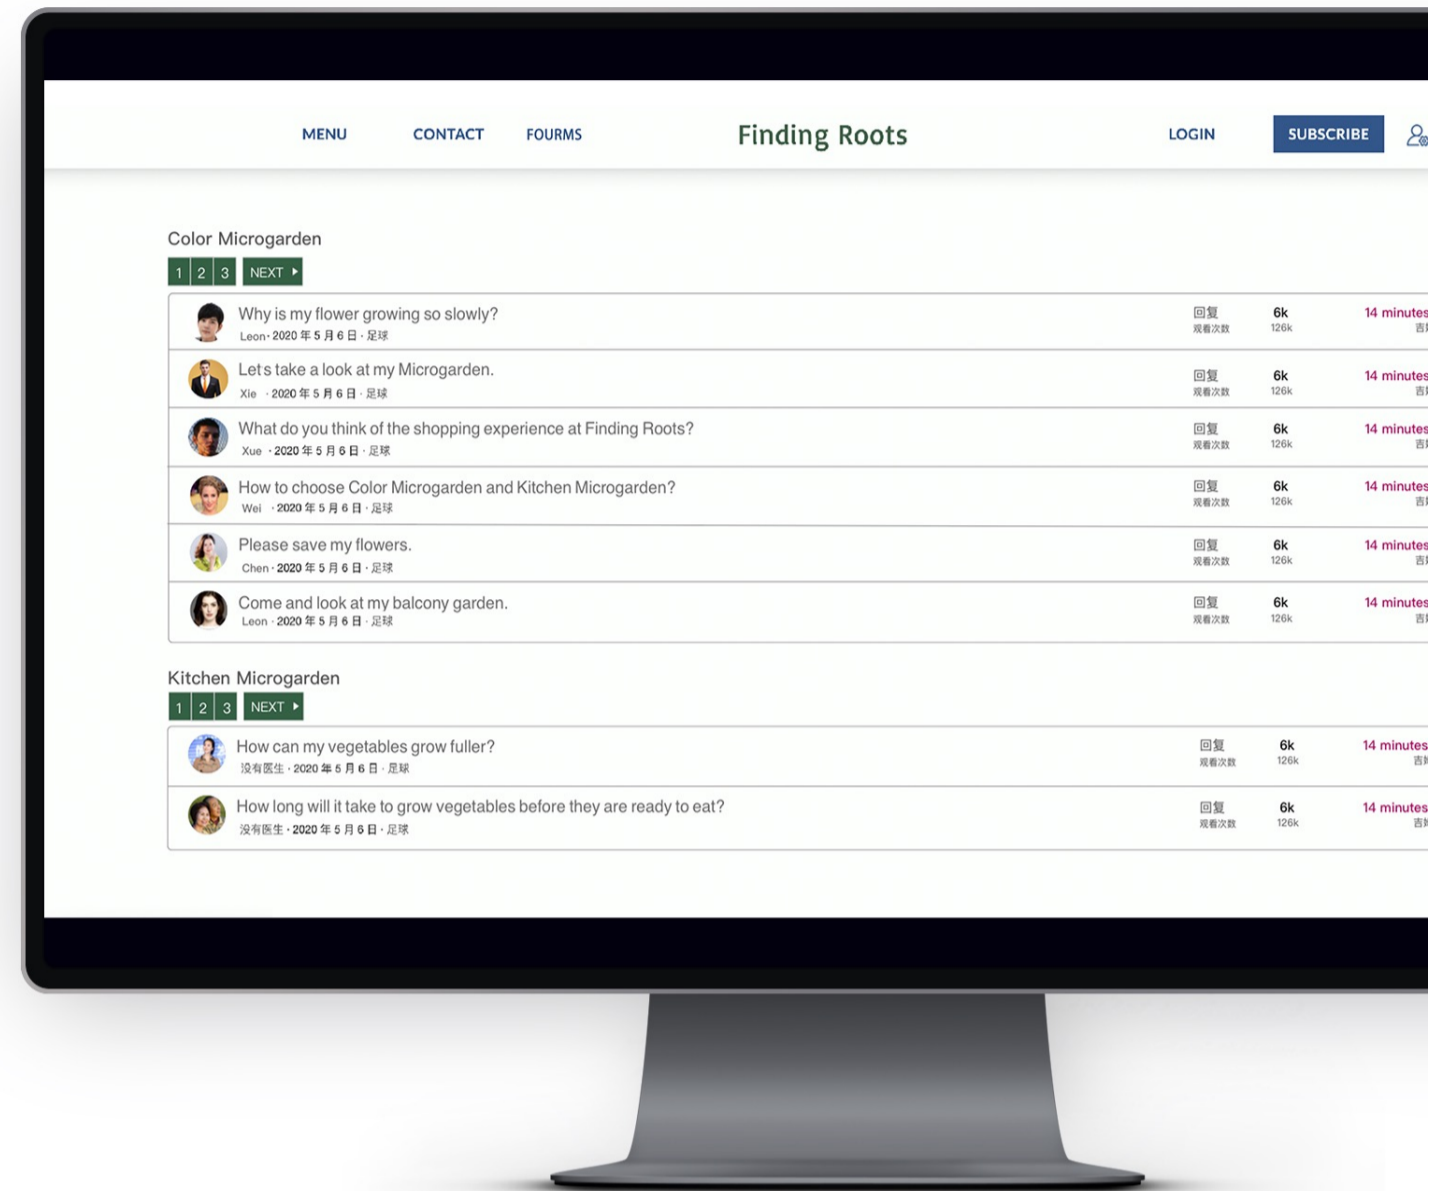 MENU CONTACT FOURMS Finding Roots LOGIN SUBSCRIBE
Color Microgarden
1 2 3 NEXT
Why is my flower growing so slowly? 回复 6k 14 minutes
Leon · 2020 年 5 月 6 日 · 足球 观看次数 126k 吉
Lets take a look at my Microgarden. 回复 6k 14 minutes
Xie · 2020 年 5 月 6 日 · 足球 观看次数 126k 吉
What do you think of the shopping experience at Finding Roots? 回复 6k 14 minutes
Xue · 2020 年 5 月 6 日 · 足球 观看次数 126k 吉
How to choose Color Microgarden and Kitchen Microgarden? 回复 6k 14 minutes
Wei · 2020 年 5 月 6 日 · 足球 观看次数 126k 吉
Please save my flowers. 回复 6k 14 minutes
Chen · 2020 年 5 月 6 日 · 足球 观看次数 126k 吉
Come and look at my balcony garden. 回复 6k 14 minutes
Leon · 2020 年 5 月 6 日 · 足球 观看次数 126k 吉
Kitchen Microgarden
1 2 3 NEXT
How can my vegetables grow fuller? 回复 6k 14 minutes
没有医生 · 2020 年 5 月 6 日 · 足球 观看次数 126k 吉
How long will it take to grow vegetables before they are ready to eat? 回复 6k 14 minutes
没有医生 · 2020 年 5 月 6 日 · 足球 观看次数 126k 吉